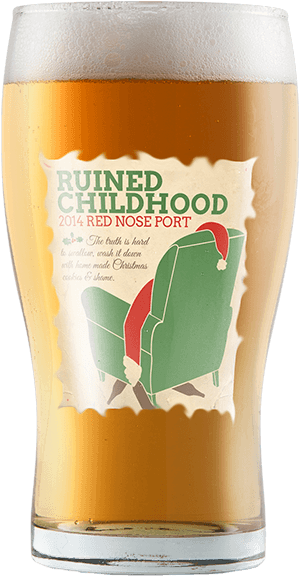 RUINED
CHILDHOOD
2014 RED NOSE PORT
The truth is hard
to swallow, wash it down
with home made Christmas
cookies & shame.